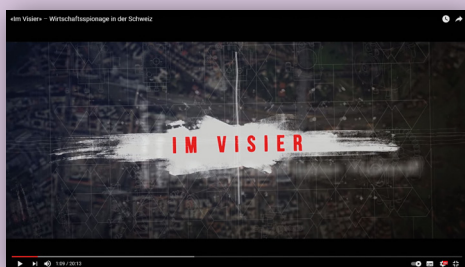 «Im Visier» – Wirtschaftsspionage in der Schweiz
IM VISIER
1:09 / 20:13